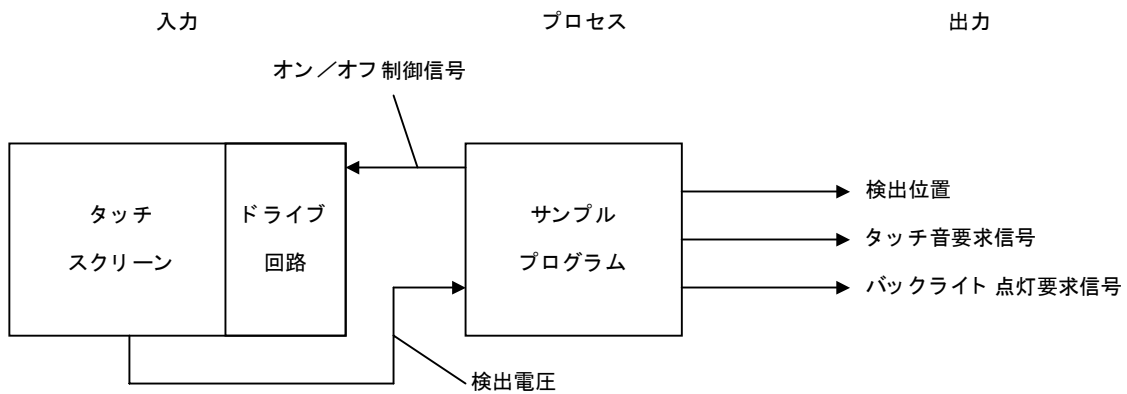 入力
プロセス
出力
オン／オフ制御信号
タッチ
スクリーン
ドライブ
回路
サンプル
プログラム
検出位置
タッチ音要求信号
バックライト点灯要求信号
検出電圧